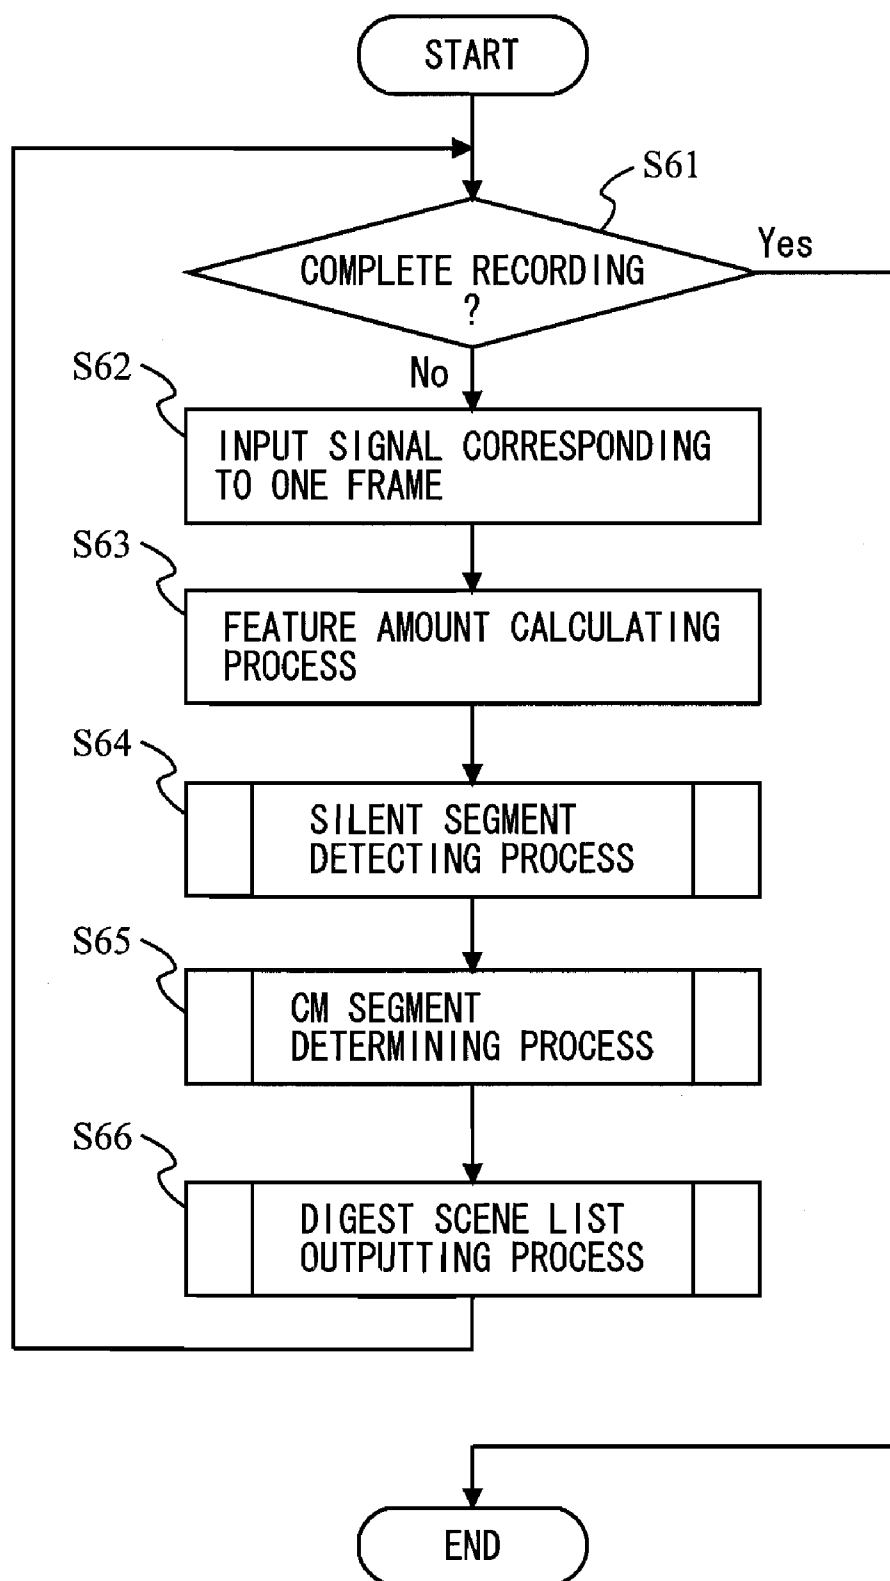 START
S61
Yes
COMPLETE RECORDING
?
No
S62
INPUT SIGNAL CORRESPONDING
TO ONE FRAME
S63
FEATURE AMOUNT CALCULATING
PROCESS
S64
SILENT SEGMENT
DETECTING PROCESS
S65
CM SEGMENT
DETERMINING PROCESS
S66
DIGEST SCENE LIST
OUTPUTTING PROCESS
END